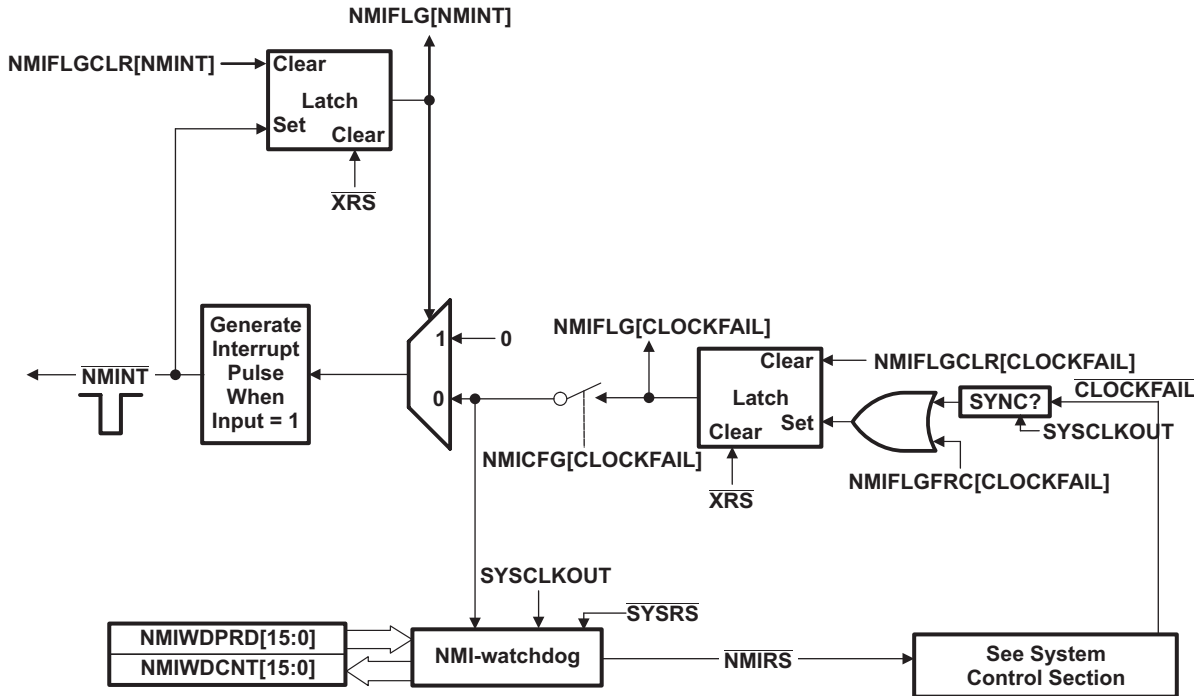 NMIFLG[NMINT]
NMIFLGCLR[NMINT]
Clear
Latch
Set
Clear
XRS
Generate
Interrupt
Pulse
When
Input = 1
NMINT
1
0
0
NMIFLG[CLOCKFAIL]
NMICFG[CLOCKFAIL]
Clear
Latch
Set
Clear
XRS
NMIFLGCLR[CLOCKFAIL]
CLOCKFAIL
SYNC?
SYSCLKOUT
NMIFLGFRC[CLOCKFAIL]
SYSCLKOUT
SYSRS
NMIWDPRD[15:0]
NMIWDCNT[15:0]
NMI-watchdog
NMIRS
See System
Control Section